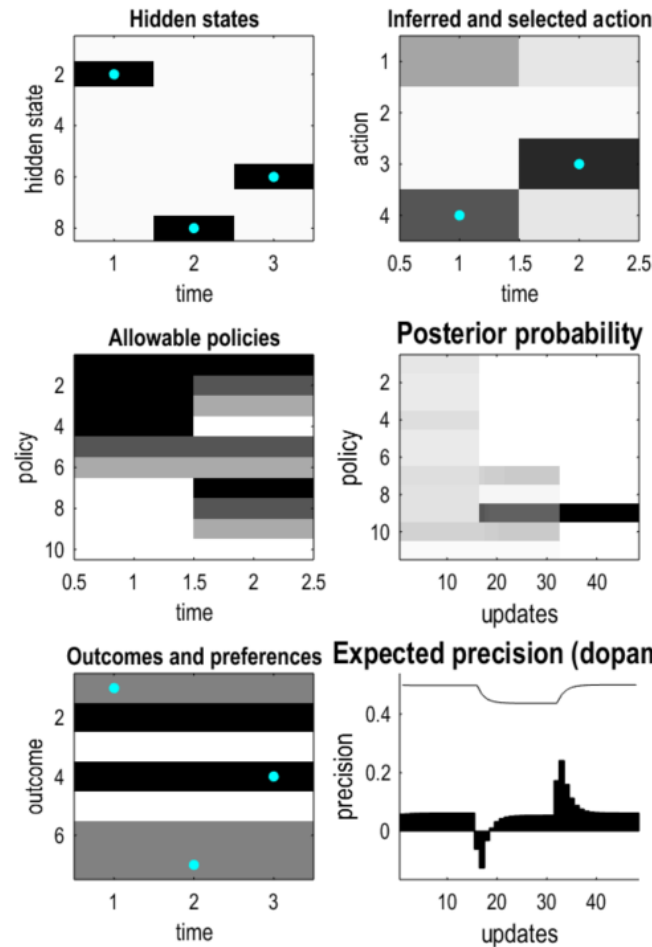 Hidden states
2
4
6
8
hidden state
1
2
3
time
Inferred and selected action
1
2
3
4
action
0.5
1
1.5
2
2.5
time
Allowable policies
2
4
6
8
10
policy
0.5
1
1.5
2
2.5
time
Posterior probability
2
4
6
8
10
policy
10
20
30
40
updates
Outcomes and preferences
2
4
6
outcome
1
2
3
time
Expected precision (dopam
0.4
0.2
0
precision
10
20
30
40
updates